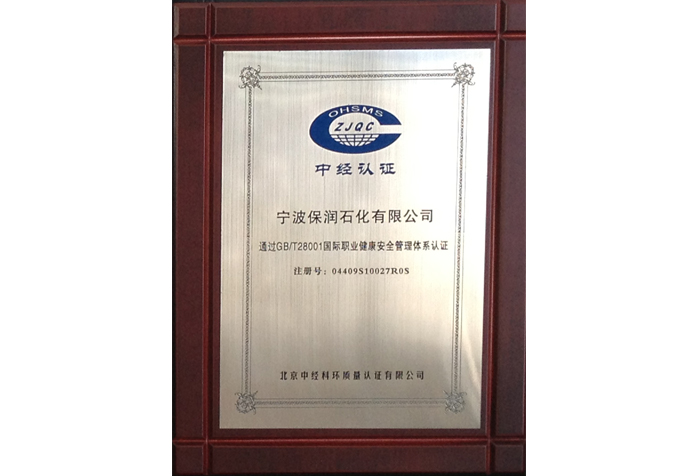 OHSMS
ZJQC
中经认证
宁波保润石化有限公司
通过GB/T28001国际职业健康安全管理体系认证
注册号：04409S10027R0S
北京中经科环质量认证有限公司